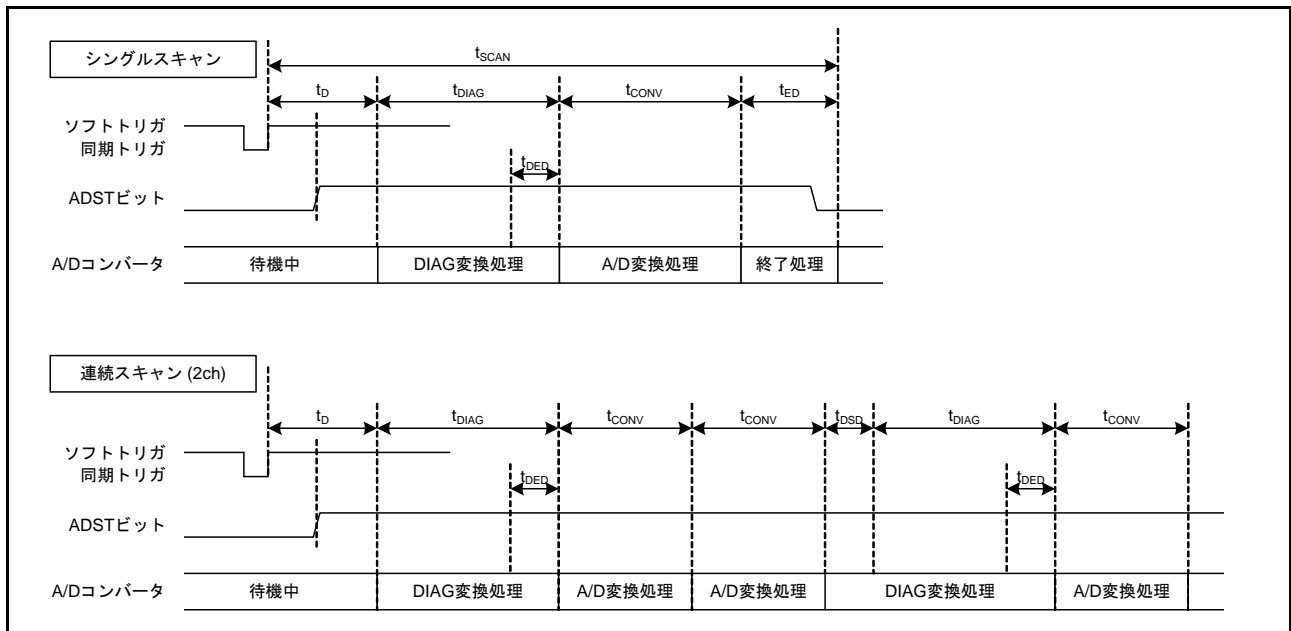 シングルスキャン
tSCAN
tD tDIAG tCONV tED
ソフトトリガ
同期トリガ
tDED
ADSTビット
A/Dコンバータ 待機中 DIAG変換処理 A/D変換処理 終了処理
連続スキャン (2ch)
tD tDIAG tCONV tCONV tDSD tDIAG tCONV
ソフトトリガ
同期トリガ
tDED tDED
ADSTビット
A/Dコンバータ 待機中 DIAG変換処理 A/D変換処理 A/D変換処理 DIAG変換処理 A/D変換処理